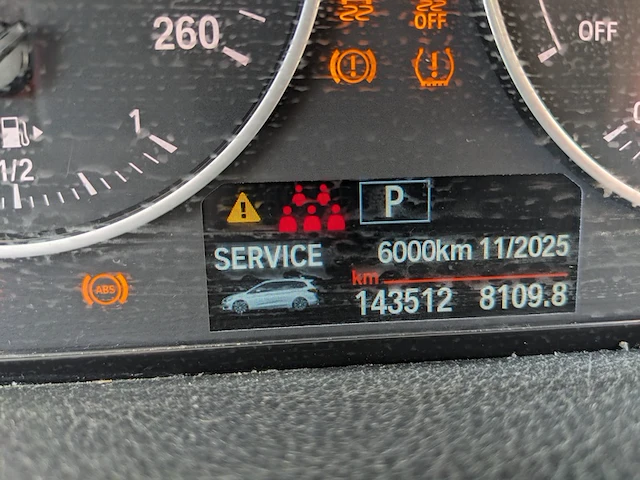 260
OFF
OFF
1
1/2
P
SERVICE 6000km 11/2025
km
143512 8109.8
ABS